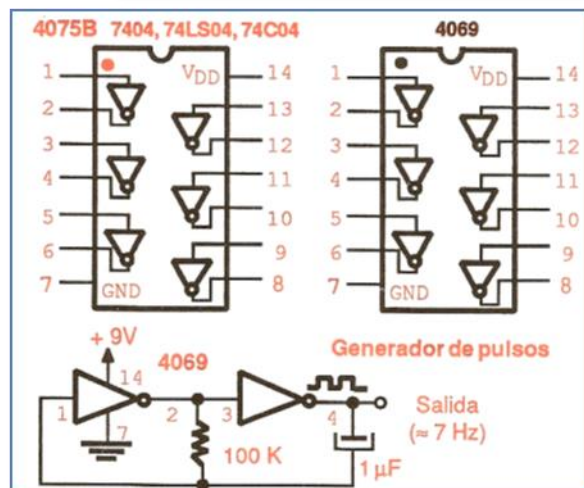 4075B 7404, 74LS04, 74C04
1 VDD 14
2 13
3 12
4 11
5 10
6 9
7 GND 8
4069
1 VDD 14
2 13
3 12
4 11
5 10
6 9
7 GND 8
+ 9V
4069
Generador de pulsos
14
1 2 3 4
7
100 K
Salida
(≈ 7 Hz)
1 µF